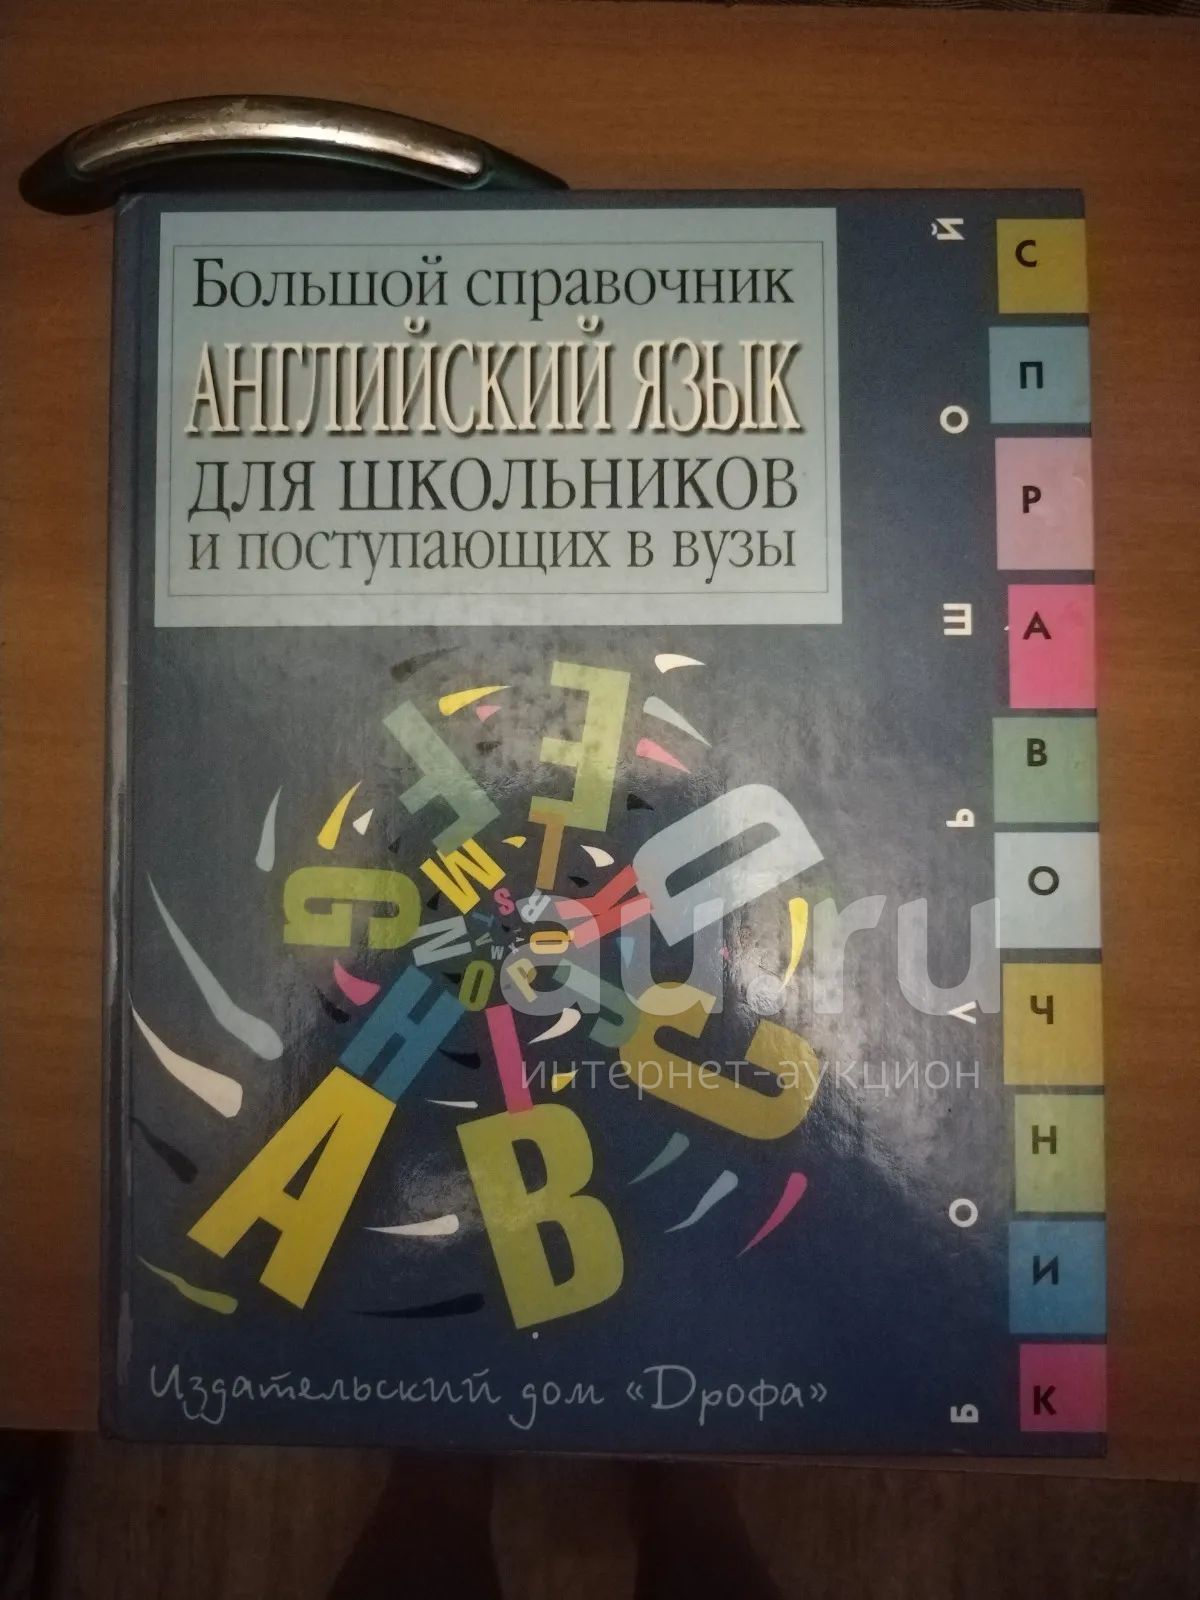 Большой справочник
АНГЛИЙСКИЙ ЯЗЫК
ДЛЯ ШКОЛЬНИКОВ
И ПОСТУПАЮЩИХ В ВУЗЫ
БОЛЬШОЙ
СПРАВОЧНИК
E
F
D
T
M
K
G
S
R
N
Q
O
P
J
H
C
I
A
B
au.ru
интернет-аукцион
Издательский дом «Дрофа»